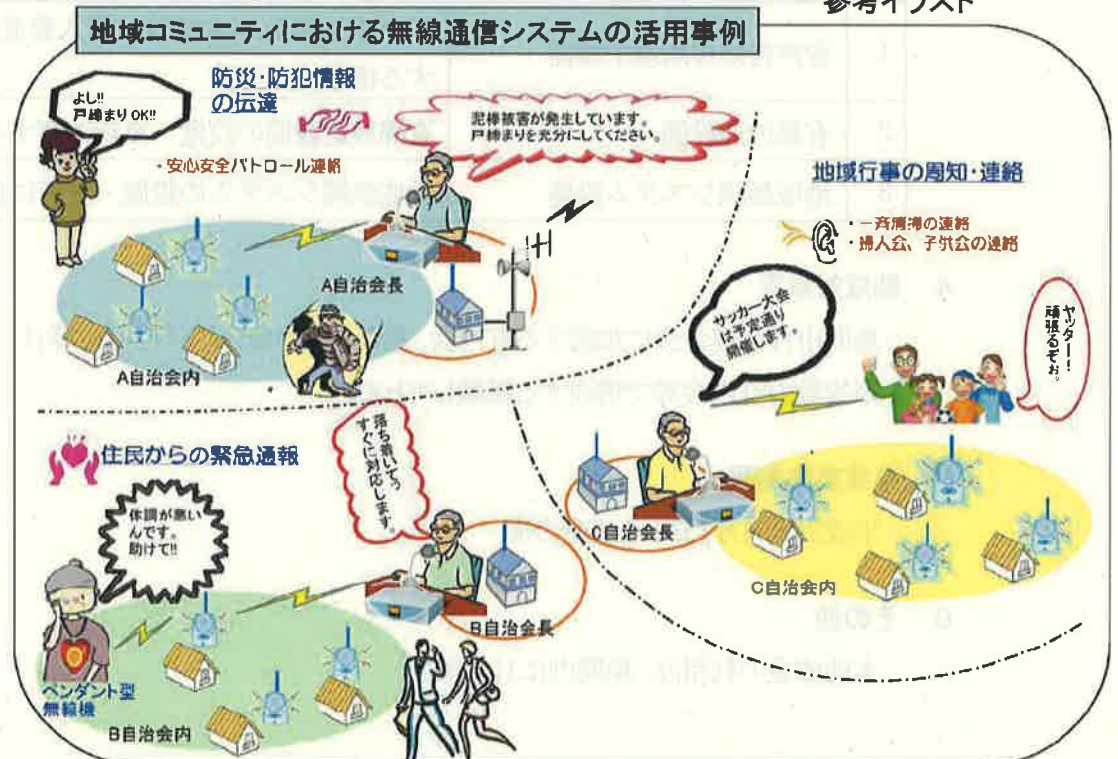 参考イラスト
地域コミュニティにおける無線通信システムの活用事例
防災・防犯情報
の伝達
よし!!
戸締まりOK!!
・安心安全パトロール連絡
泥棒被害が発生しています。
戸締まりを充分にしてください。
A自治会長
A自治会内
地域行事の周知・連絡
・一斉清掃の連絡
・婦人会、子供会の連絡
サッカー大会
は予定通り
開催します。
ヤッター!
頑張るぞぉ。
C自治会長
C自治会内
住民からの緊急通報
体調が悪い
んです。
助けて!!
落ち着いてっ
すぐに対応します。
B自治会長
ペンダント型
無線機
B自治会内